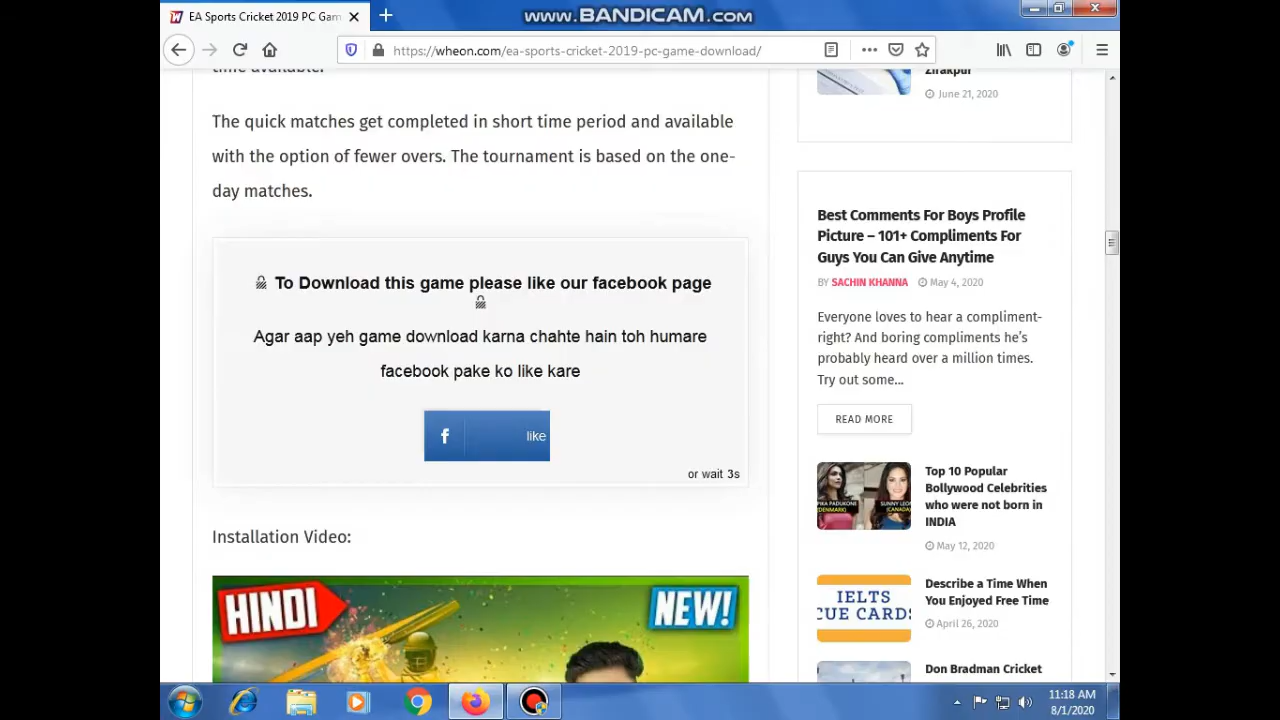 EA Sports Cricket 2019 PC Gam
www.BANDICAM.com
https://wheon.com/ea-sports-cricket-2019-pc-game-download/
time available.
The quick matches get completed in short time period and available
with the option of fewer overs. The tournament is based on the one-
day matches.
To Download this game please like our facebook page
Agar aap yeh game download karna chahte hain toh humare
facebook pake ko like kare
f like
or wait 3s
Installation Video:
HINDI
NEW!
Zirakpur
June 21, 2020
Best Comments For Boys Profile
Picture – 101+ Compliments For
Guys You Can Give Anytime
BY SACHIN KHANNA May 4, 2020
Everyone loves to hear a compliment-
right? And boring compliments he's
probably heard over a million times.
Try out some...
READ MORE
Top 10 Popular
Bollywood Celebrities
who were not born in
INDIA
May 12, 2020
PIKA PADUKONE
(DENMARK)
SUNNY LEO
(CANADA)
Describe a Time When
You Enjoyed Free Time
April 26, 2020
IELTS
CUE CARDS
Don Bradman Cricket
11:18 AM
8/1/2020